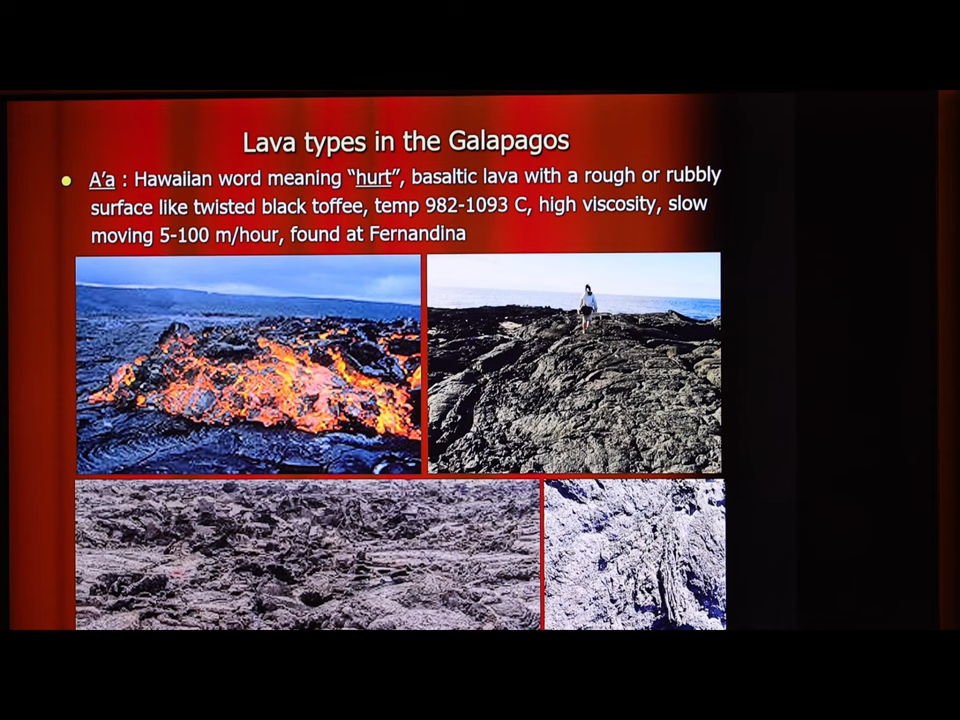 Lava types in the Galapagos
A'a : Hawaiian word meaning “hurt”, basaltic lava with a rough or rubbly
surface like twisted black toffee, temp 982-1093 C, high viscosity, slow
moving 5-100 m/hour, found at Fernandina